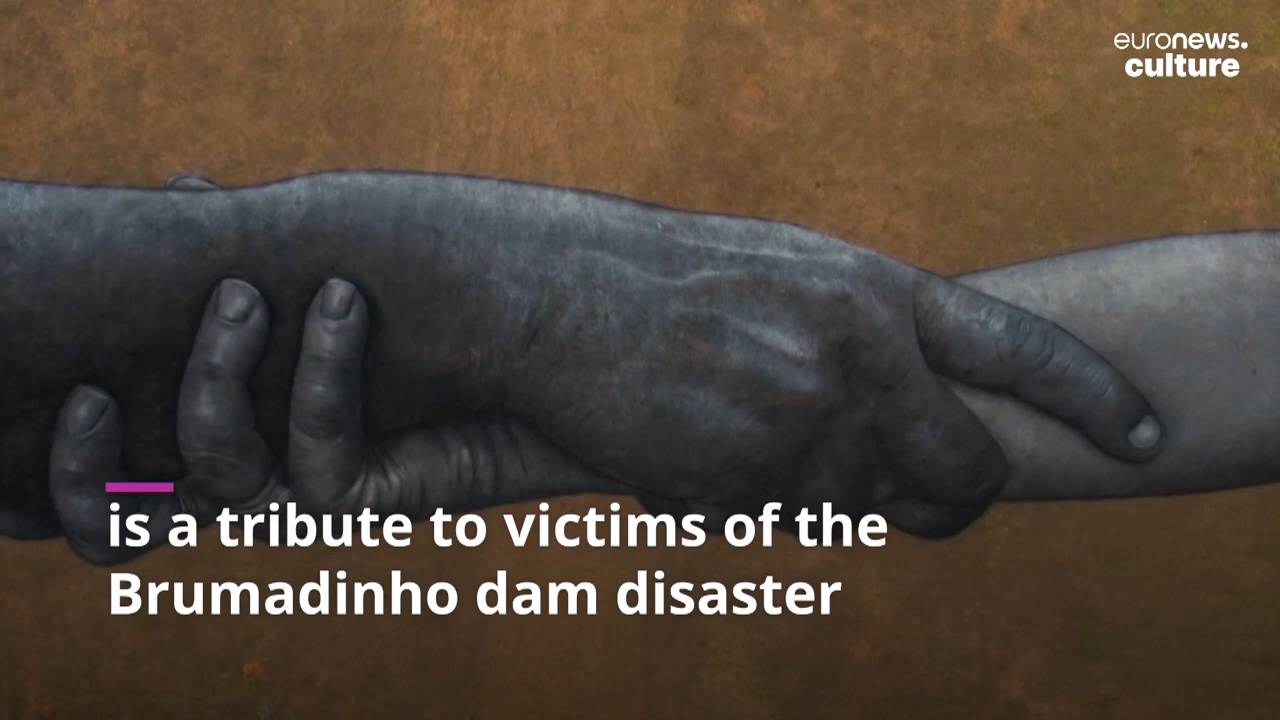 euronews.
culture
is a tribute to victims of the
Brumadinho dam disaster